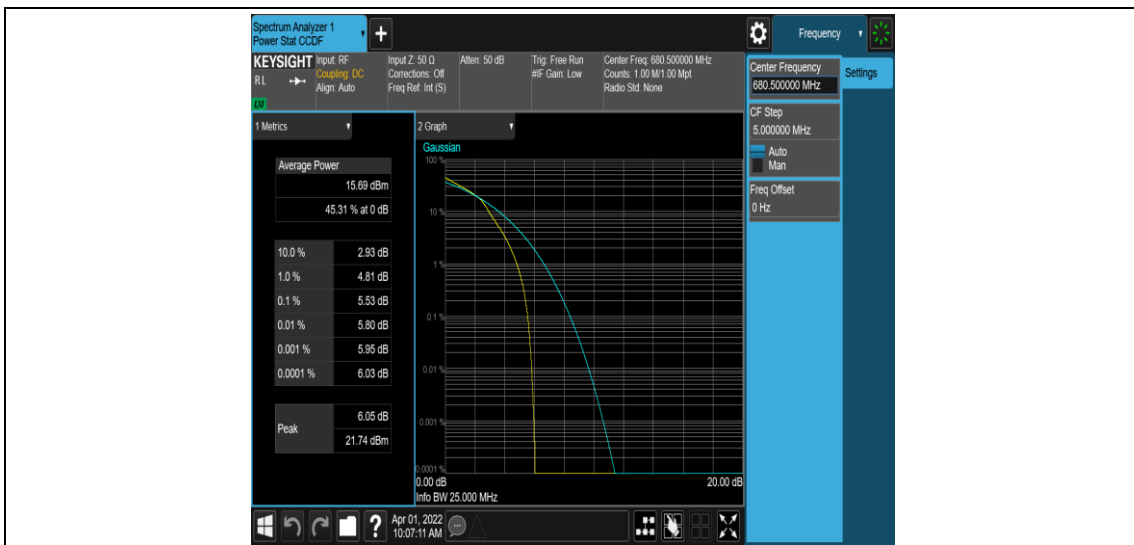 Spectrum Analyzer 1
Power Stat CCDF
+
Frequency
KEYSIGHT
RL
Input: RF
Coupling: DC
Align: Auto
Input Z: 50 Ω
Corrections: Off
Freq Ref: Int (S)
Atten: 50 dB
Trig: Free Run
#IF Gain: Low
Center Freq: 680.500000 MHz
Counts: 1.00 M/1.00 Mpt
Radio Std: None
Center Frequency
680.500000 MHz
Settings
CF Step
5.000000 MHz
Auto
Man
Freq Offset
0 Hz
1 Metrics
Average Power
15.69 dBm
45.31 % at 0 dB
10.0 % 2.93 dB
1.0 % 4.81 dB
0.1 % 5.53 dB
0.01 % 5.80 dB
0.001 % 5.95 dB
0.0001 % 6.03 dB
Peak
6.05 dB
21.74 dBm
2 Graph
Gaussian
100 %
10 %
1 %
0.1 %
0.01 %
0.001 %
0.0001 %
0.00 dB 20.00 dB
Info BW 25.000 MHz
?
Apr 01, 2022
10:07:11 AM